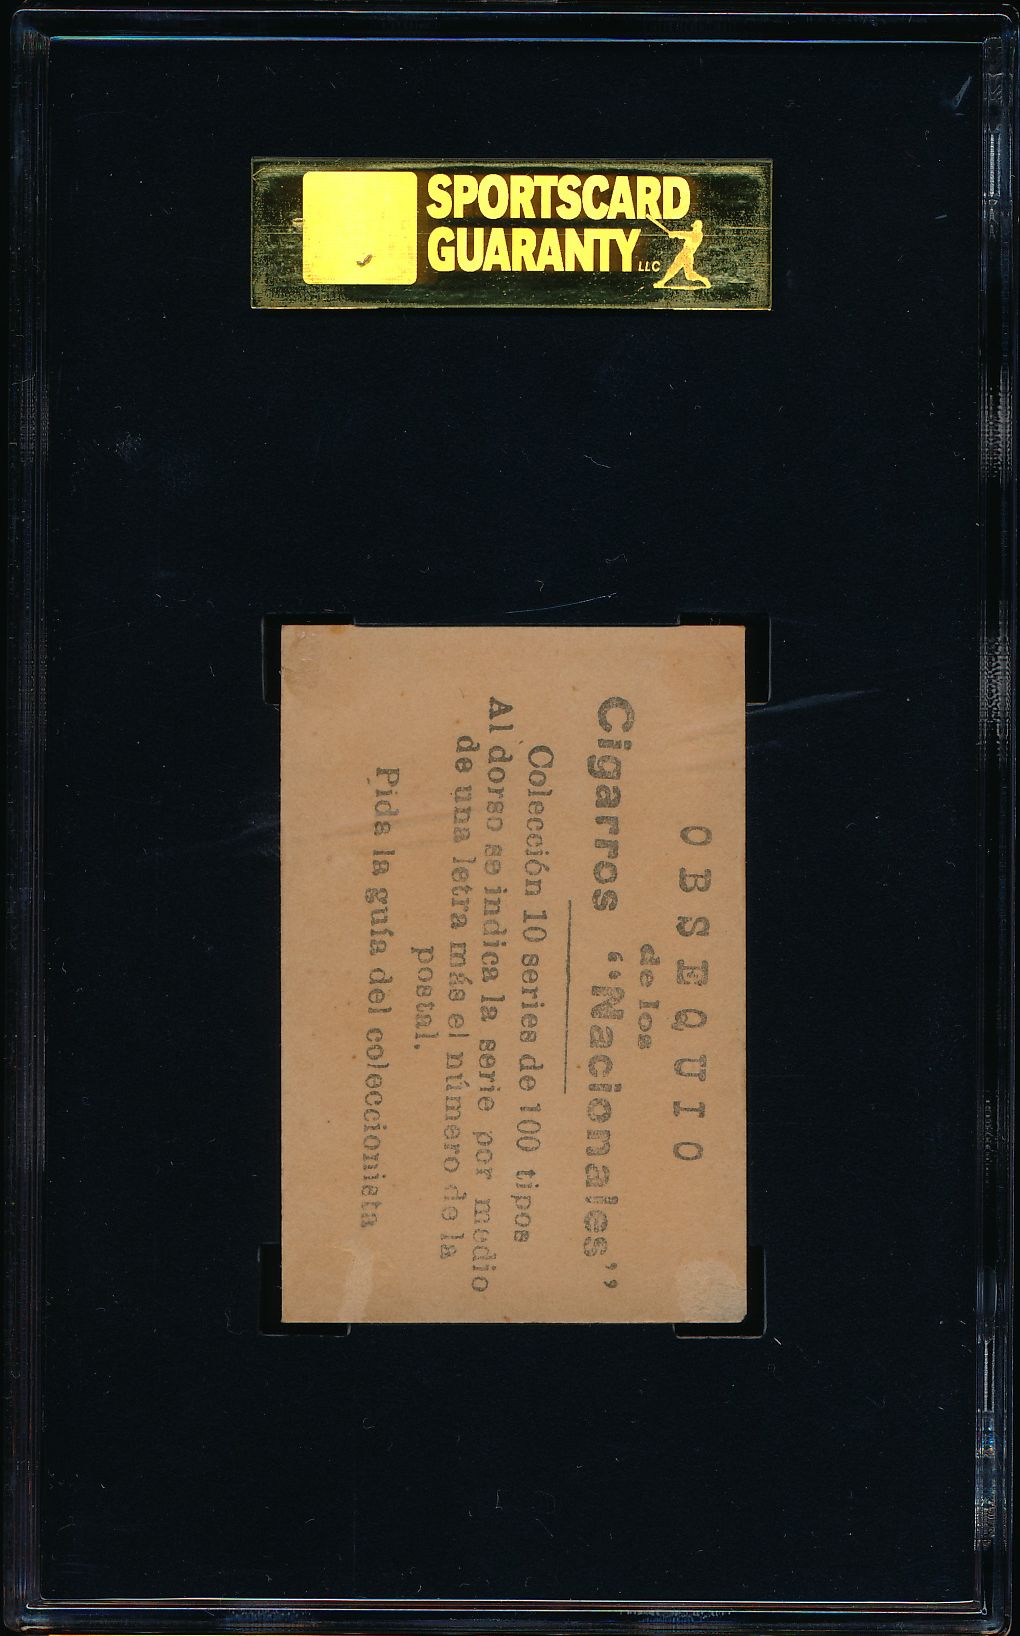 SPORTSCARD
GUARANTY LLC
OBSEQUIO
de los
Cigarros "Nacionales"
Colección 10 series de 100 tipos
Al dorso se indica la serie por medio
de una letra más el número de la
postal.
Pida la guía del coleccionista